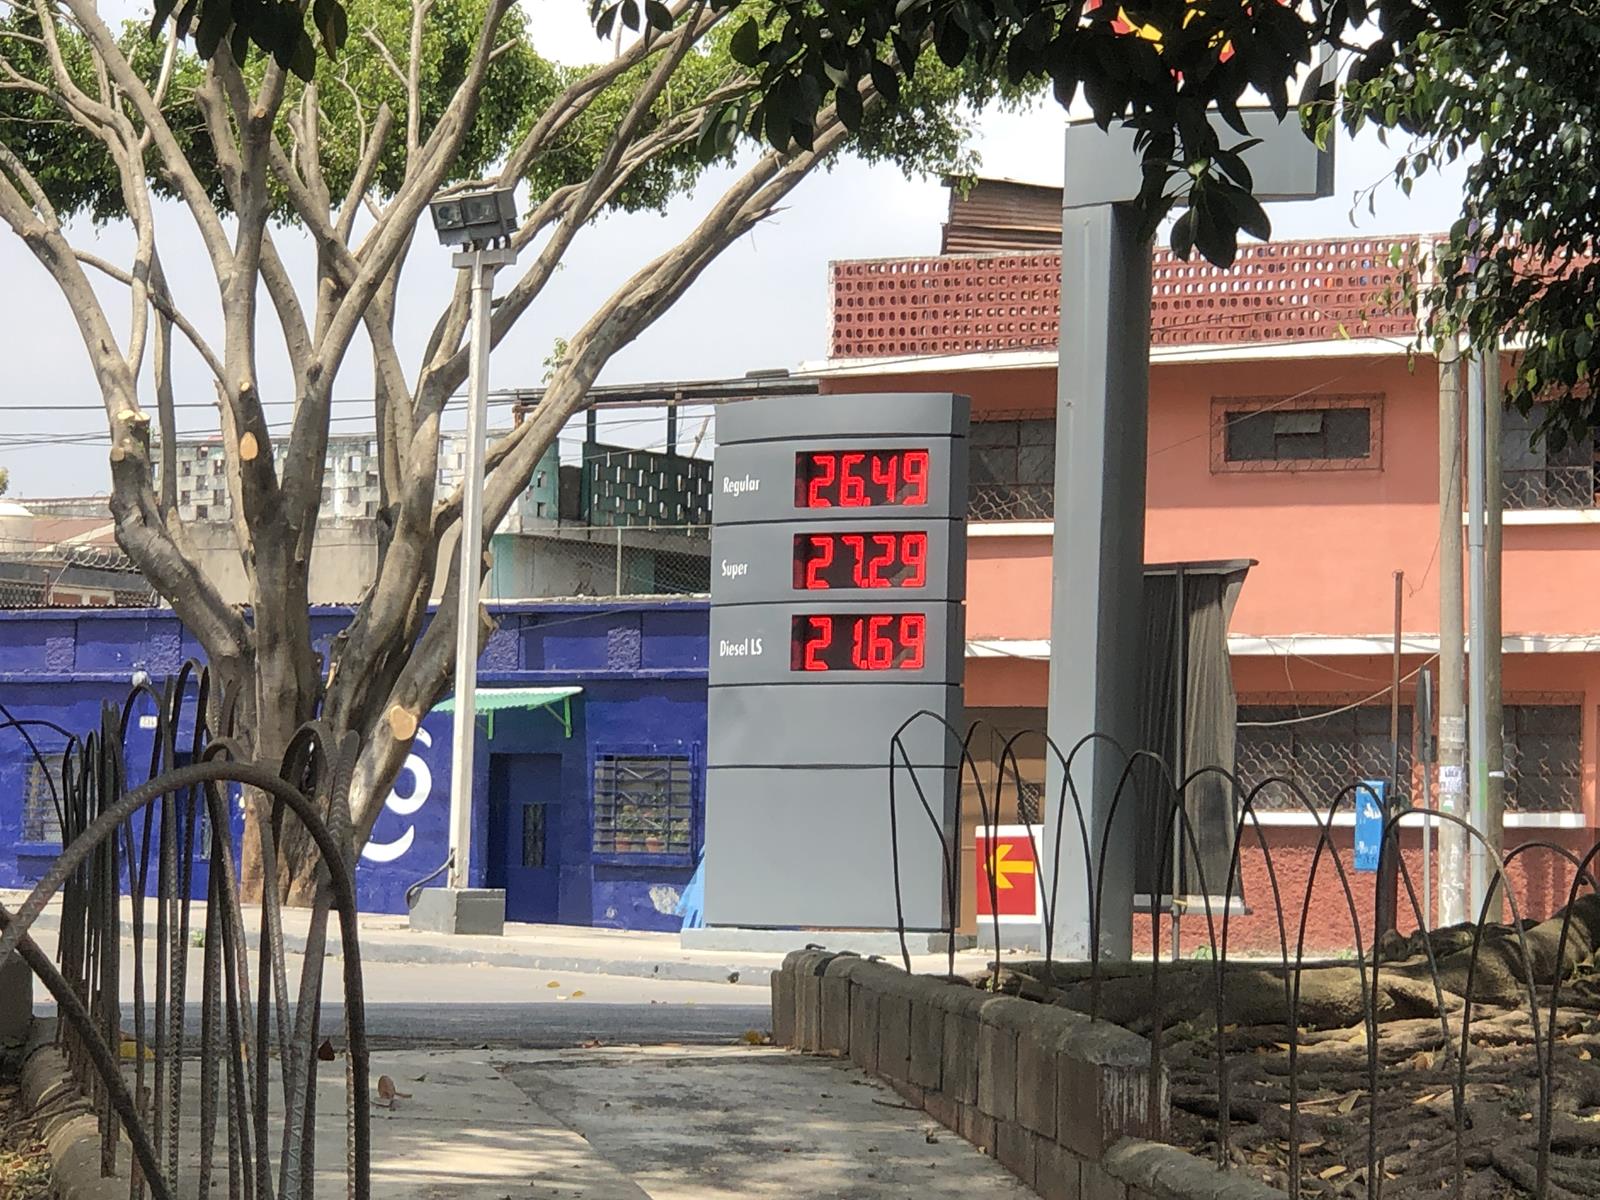 Regular 26.49
Super 27.29
Diesel LS 21.69